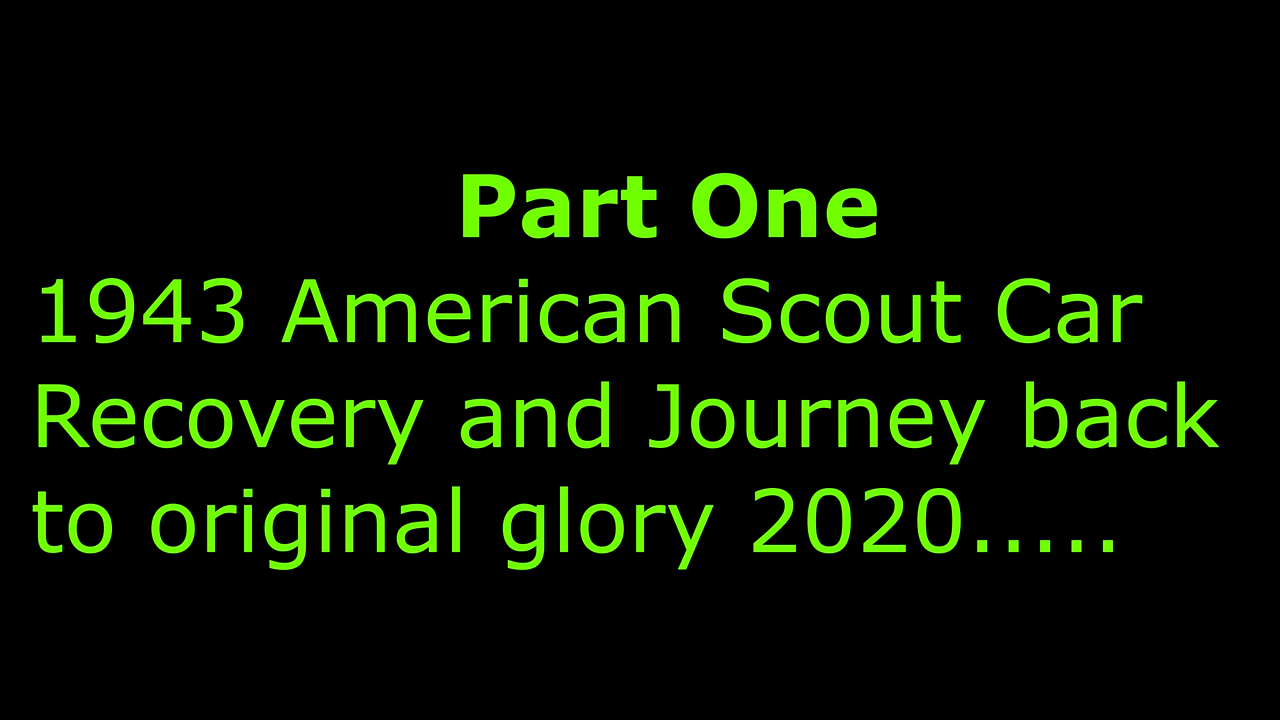 Part One
1943 American Scout Car
Recovery and Journey back
to original glory 2020.....